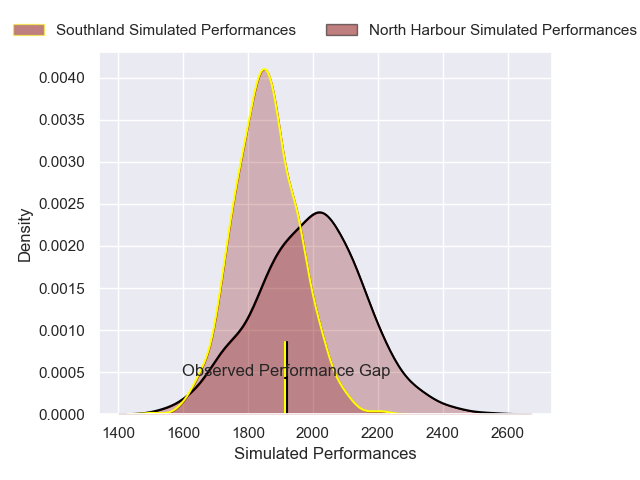 Southland Simulated Performances
North Harbour Simulated Performances
0.0040
0.0035
0.0030
0.0025
0.0020
0.0015
0.0010
0.0005
0.0000
Density
Observed Performance Gap
1400 1600 1800 2000 2200 2400 2600
Simulated Performances